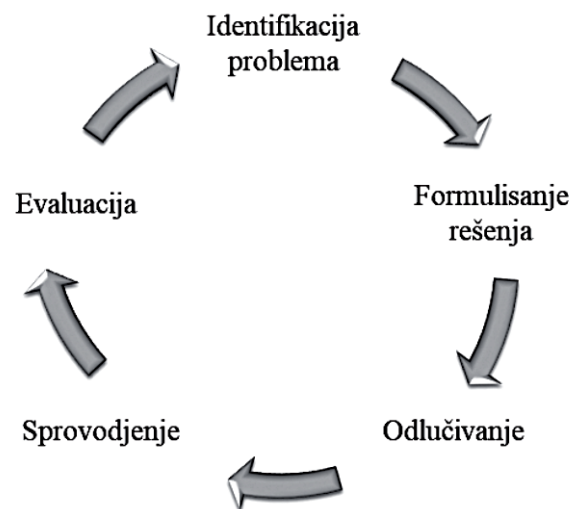 Identifikacija
problema
Formulisanje
rešenja
Odlučivanje
Sprovodjenje
Evaluacija